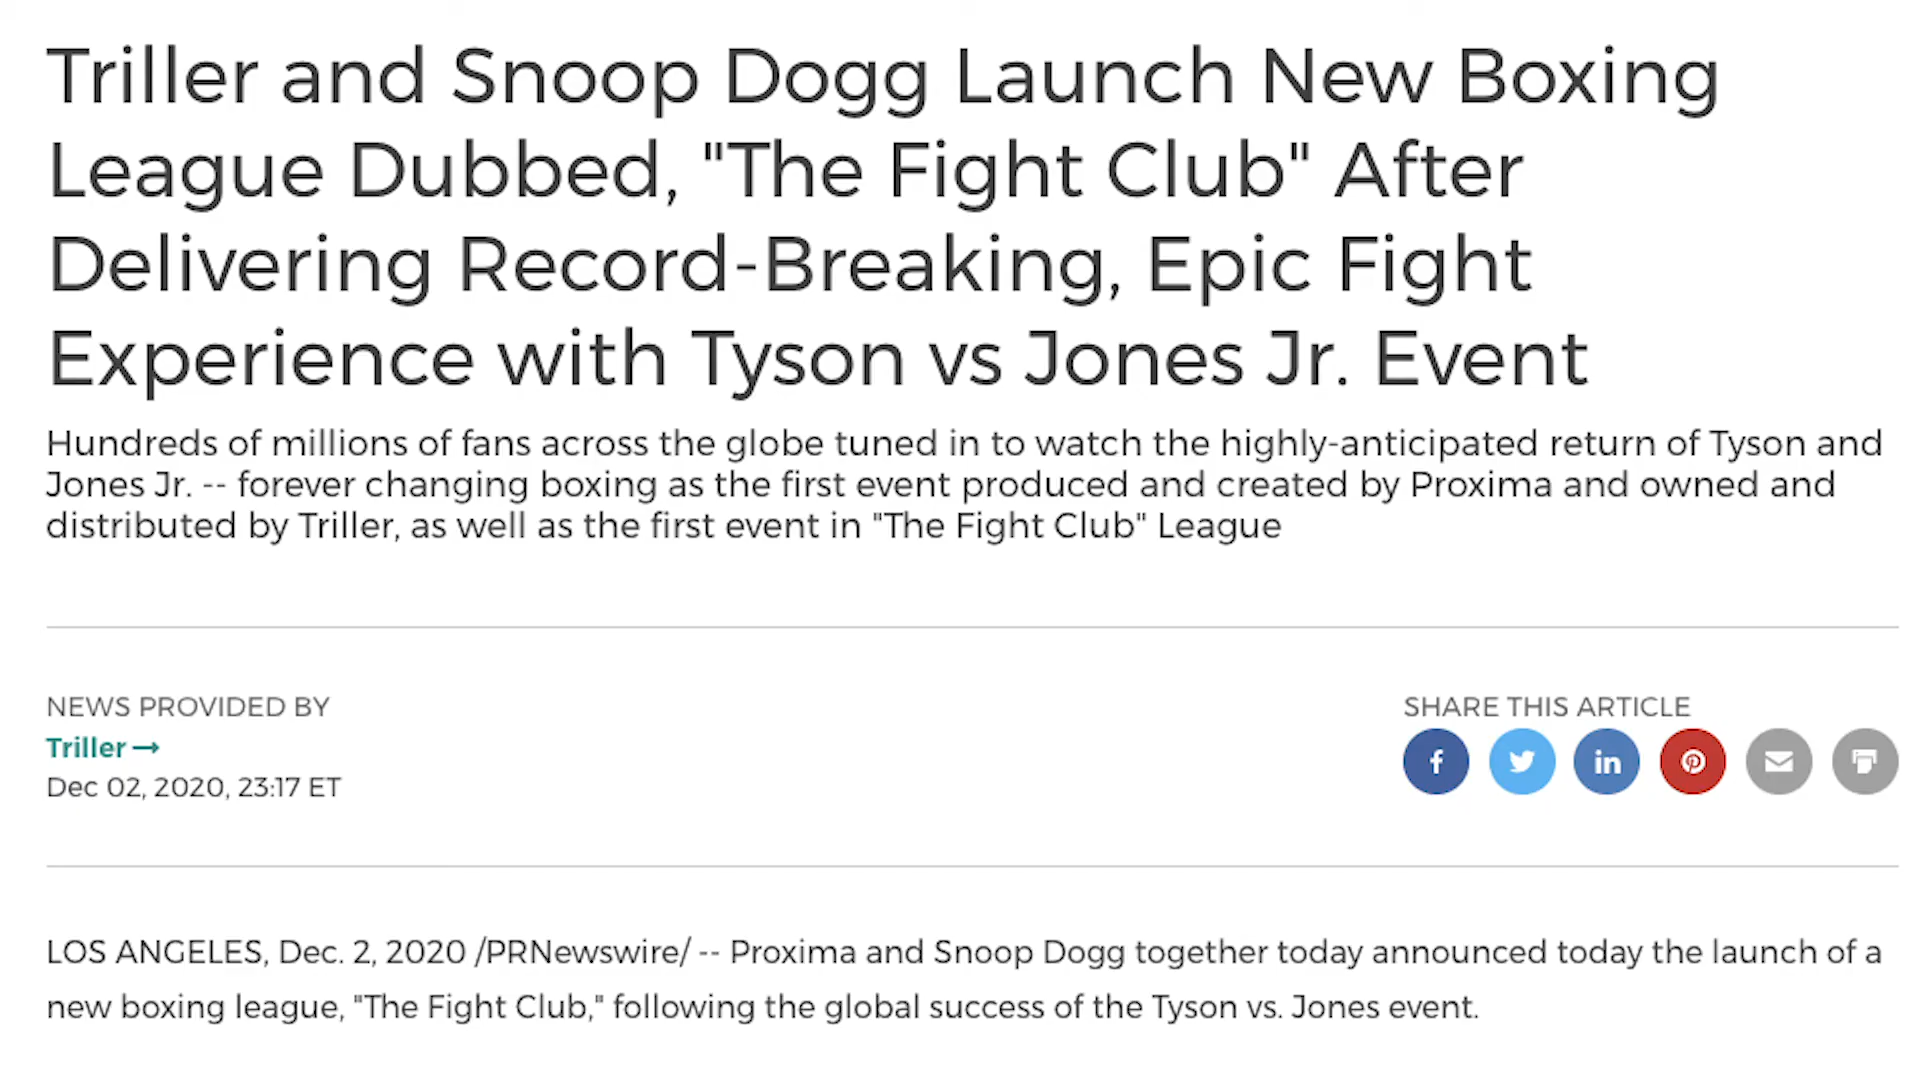 Triller and Snoop Dogg Launch New Boxing
League Dubbed, "The Fight Club" After
Delivering Record-Breaking, Epic Fight
Experience with Tyson vs Jones Jr. Event
Hundreds of millions of fans across the globe tuned in to watch the highly-anticipated return of Tyson and
Jones Jr. -- forever changing boxing as the first event produced and created by Proxima and owned and
distributed by Triller, as well as the first event in "The Fight Club" League
NEWS PROVIDED BY
Triller →
Dec 02, 2020, 23:17 ET
SHARE THIS ARTICLE
LOS ANGELES, Dec. 2, 2020 /PRNewswire/ -- Proxima and Snoop Dogg together today announced today the launch of a
new boxing league, "The Fight Club," following the global success of the Tyson vs. Jones event.